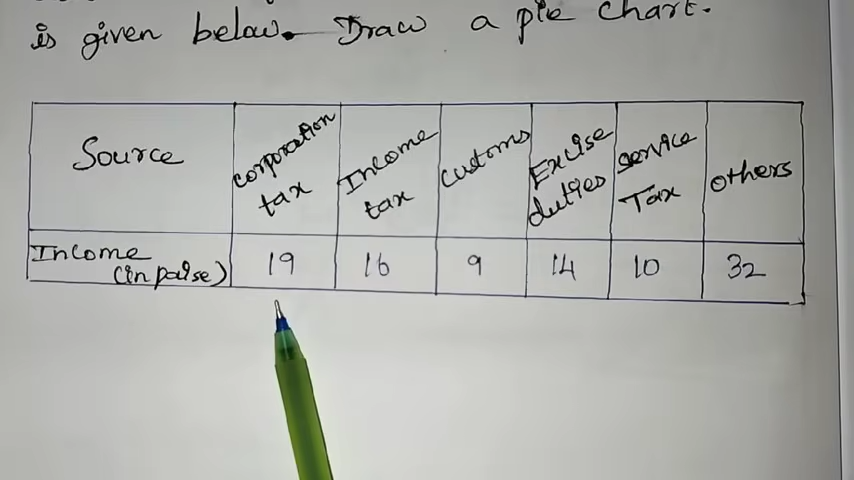 is given below. Draw a pie chart.
Source Corporation tax Income tax Customs Excise duties Service Tax Others
Income (in paise) 19 16 9 14 10 32